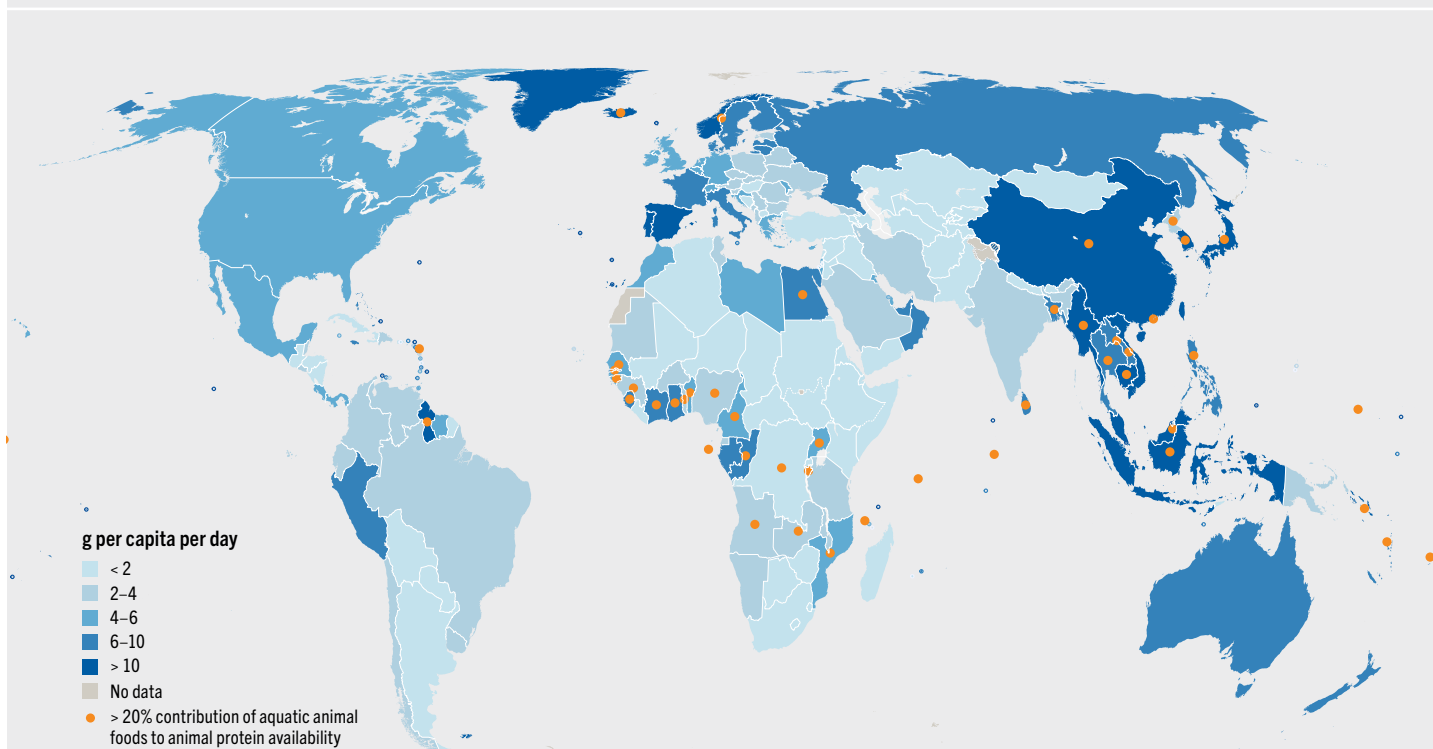 g per capita per day
< 2
2–4
4–6
6–10
> 10
No data
> 20% contribution of aquatic animal
foods to animal protein availability